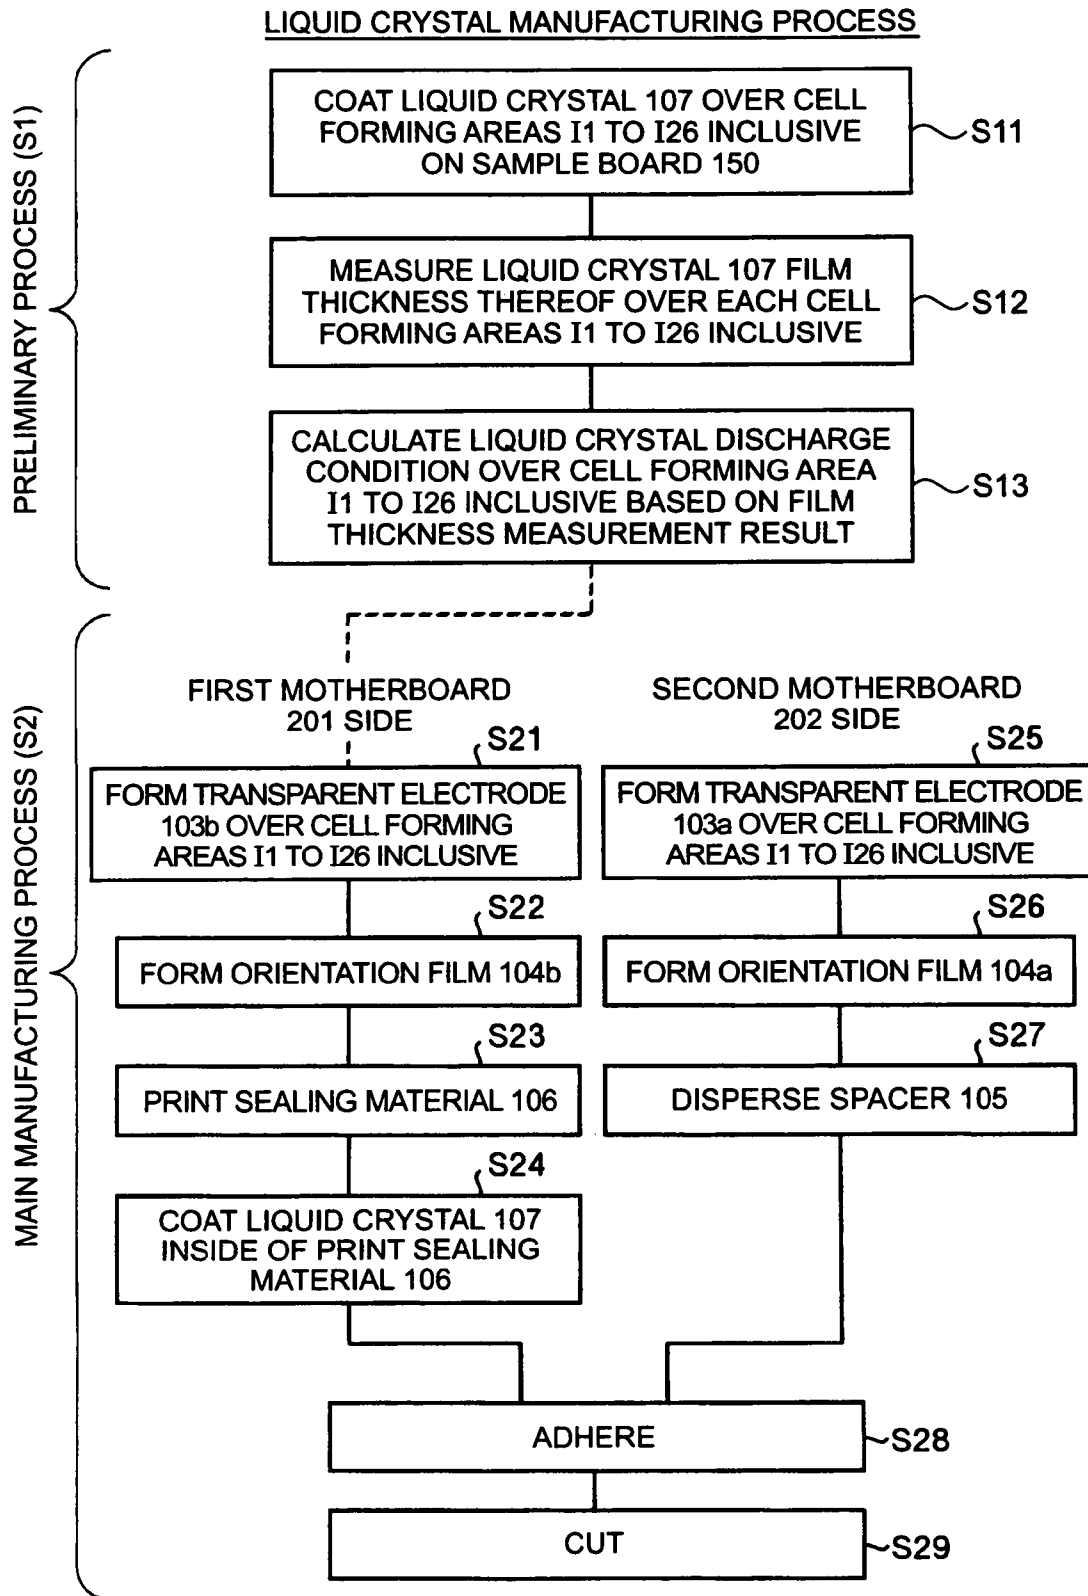 LIQUID CRYSTAL MANUFACTURING PROCESS
PRELIMINARY PROCESS (S1)
COAT LIQUID CRYSTAL 107 OVER CELL
FORMING AREAS I1 TO I26 INCLUSIVE
ON SAMPLE BOARD 150
S11
MEASURE LIQUID CRYSTAL 107 FILM
THICKNESS THEREOF OVER EACH CELL
FORMING AREAS I1 TO I26 INCLUSIVE
S12
CALCULATE LIQUID CRYSTAL DISCHARGE
CONDITION OVER CELL FORMING AREA
I1 TO I26 INCLUSIVE BASED ON FILM
THICKNESS MEASUREMENT RESULT
S13
MAIN MANUFACTURING PROCESS (S2)
FIRST MOTHERBOARD
201 SIDE
S21
FORM TRANSPARENT ELECTRODE
103b OVER CELL FORMING
AREAS I1 TO I26 INCLUSIVE
S22
FORM ORIENTATION FILM 104b
S23
PRINT SEALING MATERIAL 106
S24
COAT LIQUID CRYSTAL 107
INSIDE OF PRINT SEALING
MATERIAL 106
SECOND MOTHERBOARD
202 SIDE
S25
FORM TRANSPARENT ELECTRODE
103a OVER CELL FORMING
AREAS I1 TO I26 INCLUSIVE
S26
FORM ORIENTATION FILM 104a
S27
DISPERSE SPACER 105
ADHERE
S28
CUT
S29